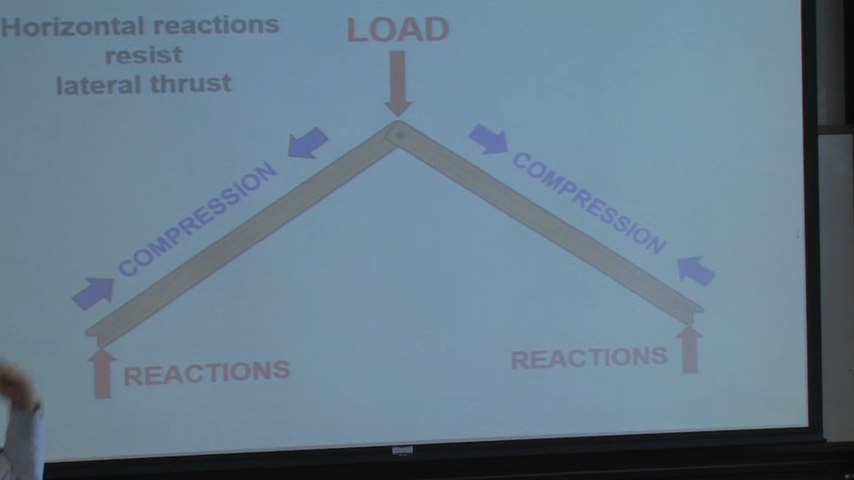 Horizontal reactions
resist
lateral thrust
LOAD
COMPRESSION
COMPRESSION
REACTIONS
REACTIONS